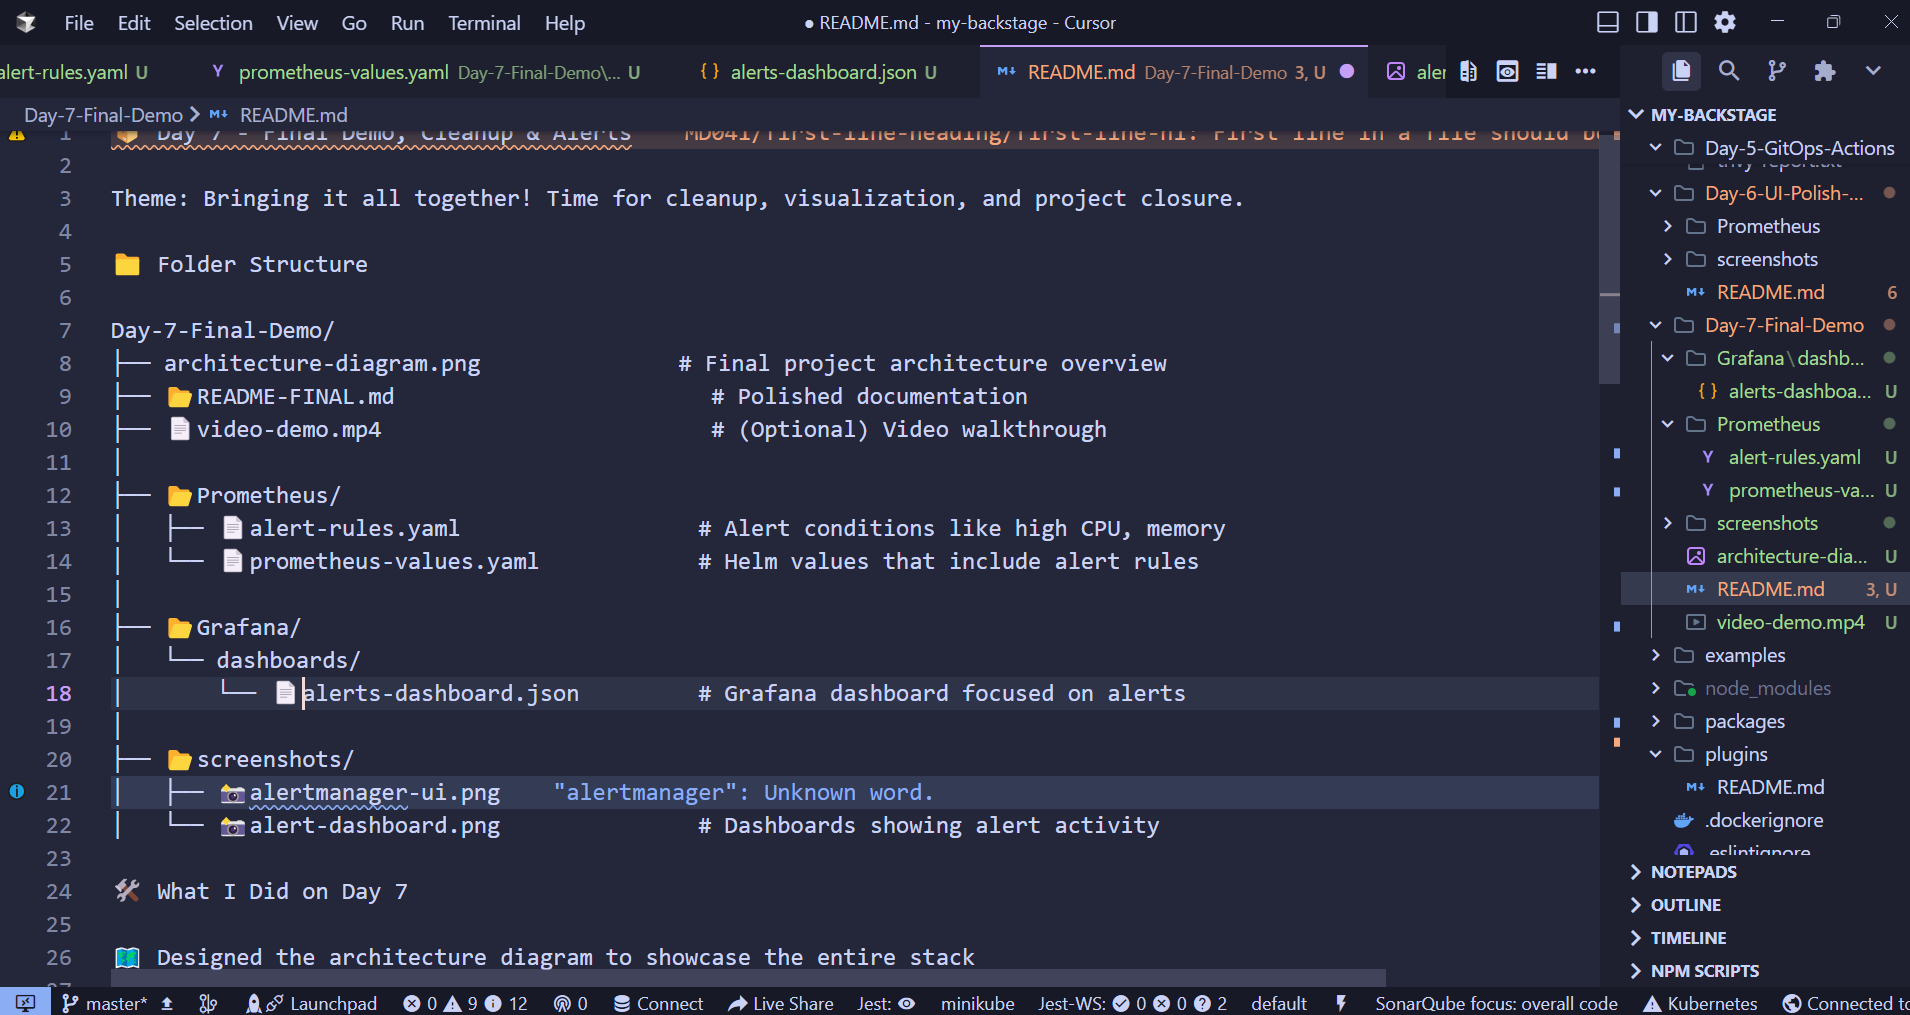 File Edit Selection View Go Run Terminal Help
● README.md - my-backstage - Cursor
alert-rules.yaml U
Y prometheus-values.yaml Day-7-Final-Demo\... U
{} alerts-dashboard.json U
M↓ README.md Day-7-Final-Demo 3, U
aler
Day-7-Final-Demo > M↓ README.md
1 📦 Day 7 - Final Demo, Cleanup & Alerts MD041/first-line-heading/first-line-h1: First line in a file should b
2
3 Theme: Bringing it all together! Time for cleanup, visualization, and project closure.
4
5 📁 Folder Structure
6
7 Day-7-Final-Demo/
8 ├── architecture-diagram.png # Final project architecture overview
9 ├── 📂README-FINAL.md # Polished documentation
10 ├── 📄video-demo.mp4 # (Optional) Video walkthrough
11 │
12 ├── 📂Prometheus/
13 │ ├── 📄alert-rules.yaml # Alert conditions like high CPU, memory
14 │ └── 📄prometheus-values.yaml # Helm values that include alert rules
15 │
16 ├── 📂Grafana/
17 │ └── dashboards/
18 │ └── 📄alerts-dashboard.json # Grafana dashboard focused on alerts
19 │
20 ├── 📂screenshots/
21 │ ├── 📷alertmanager-ui.png "alertmanager": Unknown word.
22 │ └── 📷alert-dashboard.png # Dashboards showing alert activity
23
24 🛠 What I Did on Day 7
25
26 🗺 Designed the architecture diagram to showcase the entire stack
27
MY-BACKSTAGE
Day-5-GitOps-Actions
trivy-report.txt
Day-6-UI-Polish-...
Prometheus
screenshots
M↓ README.md 6
Day-7-Final-Demo
Grafana\dashb...
{} alerts-dashboa... U
Prometheus
Y alert-rules.yaml U
Y prometheus-va... U
screenshots
architecture-dia... U
M↓ README.md 3, U
video-demo.mp4 U
examples
node_modules
packages
plugins
M↓ README.md
.dockerignore
.eslintignore
NOTEPADS
OUTLINE
TIMELINE
NPM SCRIPTS
master* Launchpad 0 9 12 0 Connect Live Share Jest: minikube Jest-WS: 0 0 2 default SonarQube focus: overall code Kubernetes Connected to